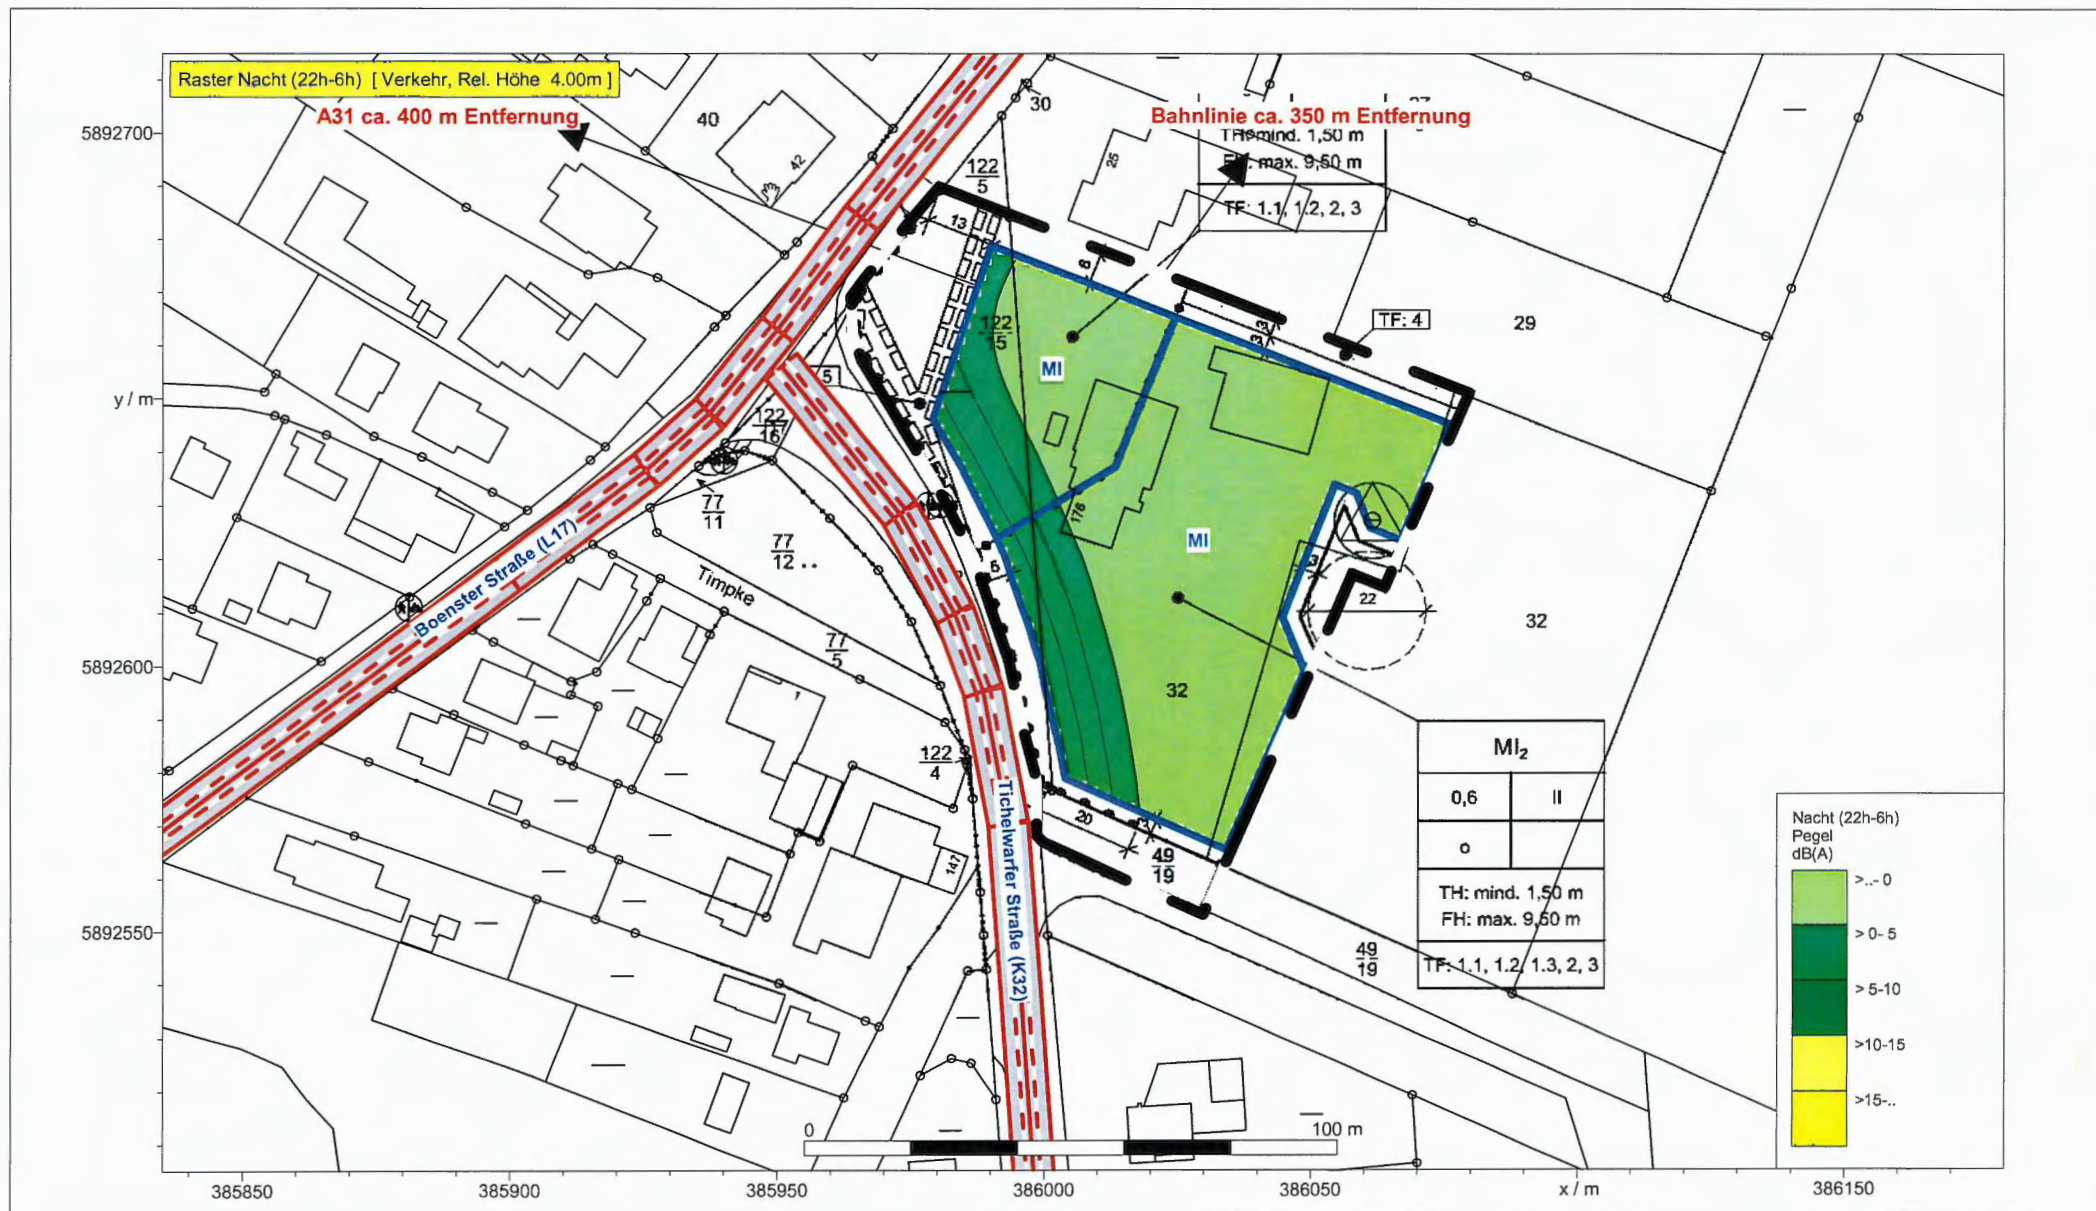 Raster Nacht (22h-6h) [ Verkehr, Rel. Höhe 4.00m ]
A31 ca. 400 m Entfernung
Bahnlinie ca. 350 m Entfernung
TH: mind. 1,50 m
FH: max. 9,50 m
TF: 1.1, 1.2, 2, 3
5892700
y / m
5892600
5892550
40
42
30
122
5
13
8
25
29
TF: 4
3
122
15
MI
5
122
16
77
11
77
12
176
MI
5
3
22
32
Boenster Straße (L17)
Timpke
77
5
1
32
122
4
147
Tichelwarfer Straße (K32)
20
3
49
19
49
19
MI2
0,6
II
o
TH: mind. 1,50 m
FH: max. 9,50 m
TF: 1.1, 1.2, 1.3, 2, 3
Nacht (22h-6h)
Pegel
dB(A)
>..- 0
> 0- 5
> 5-10
>10-15
>15-..
0
100 m
385850
385900
385950
386000
386050
x / m
386150